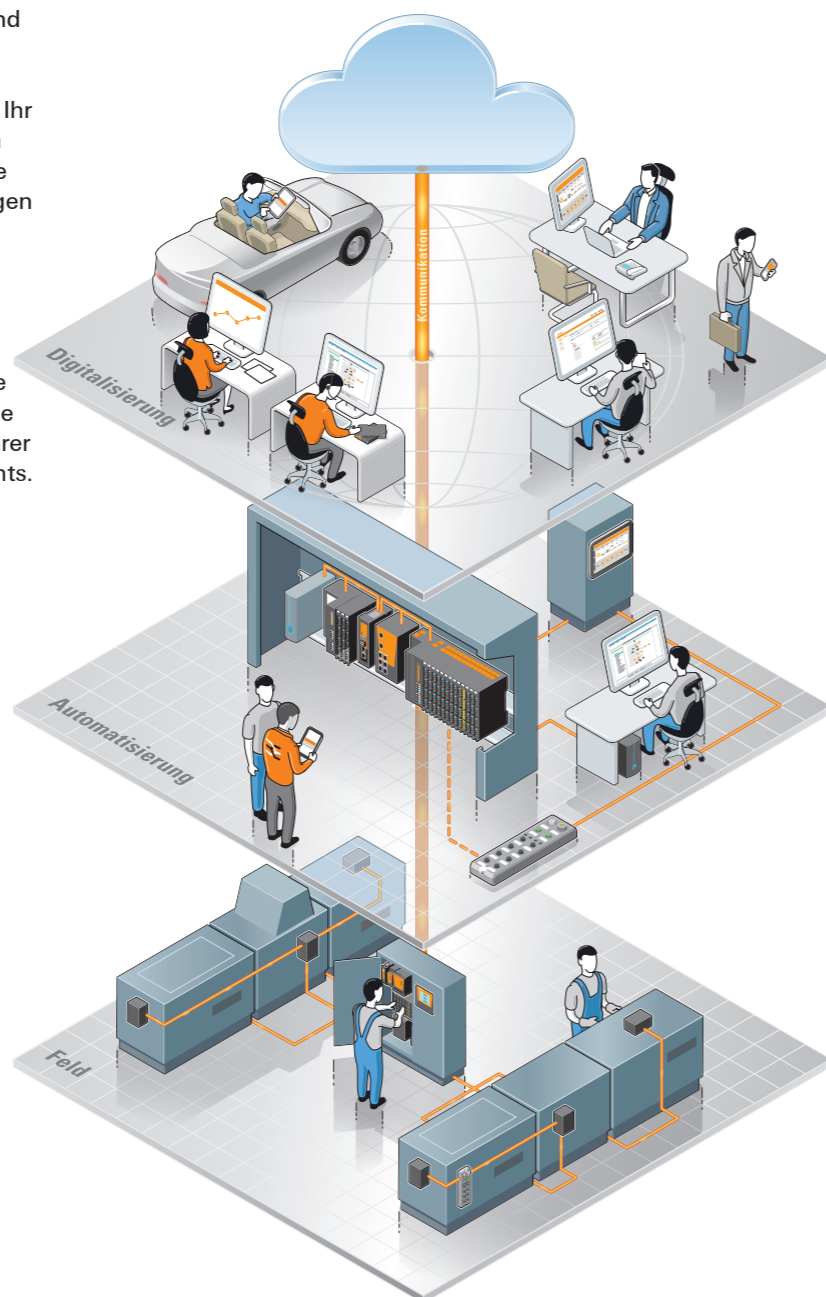 nd
Ihr
e
gen
Kommunikation
Digitalisierung
e
e
rer
nts.
Automatisierung
Feld